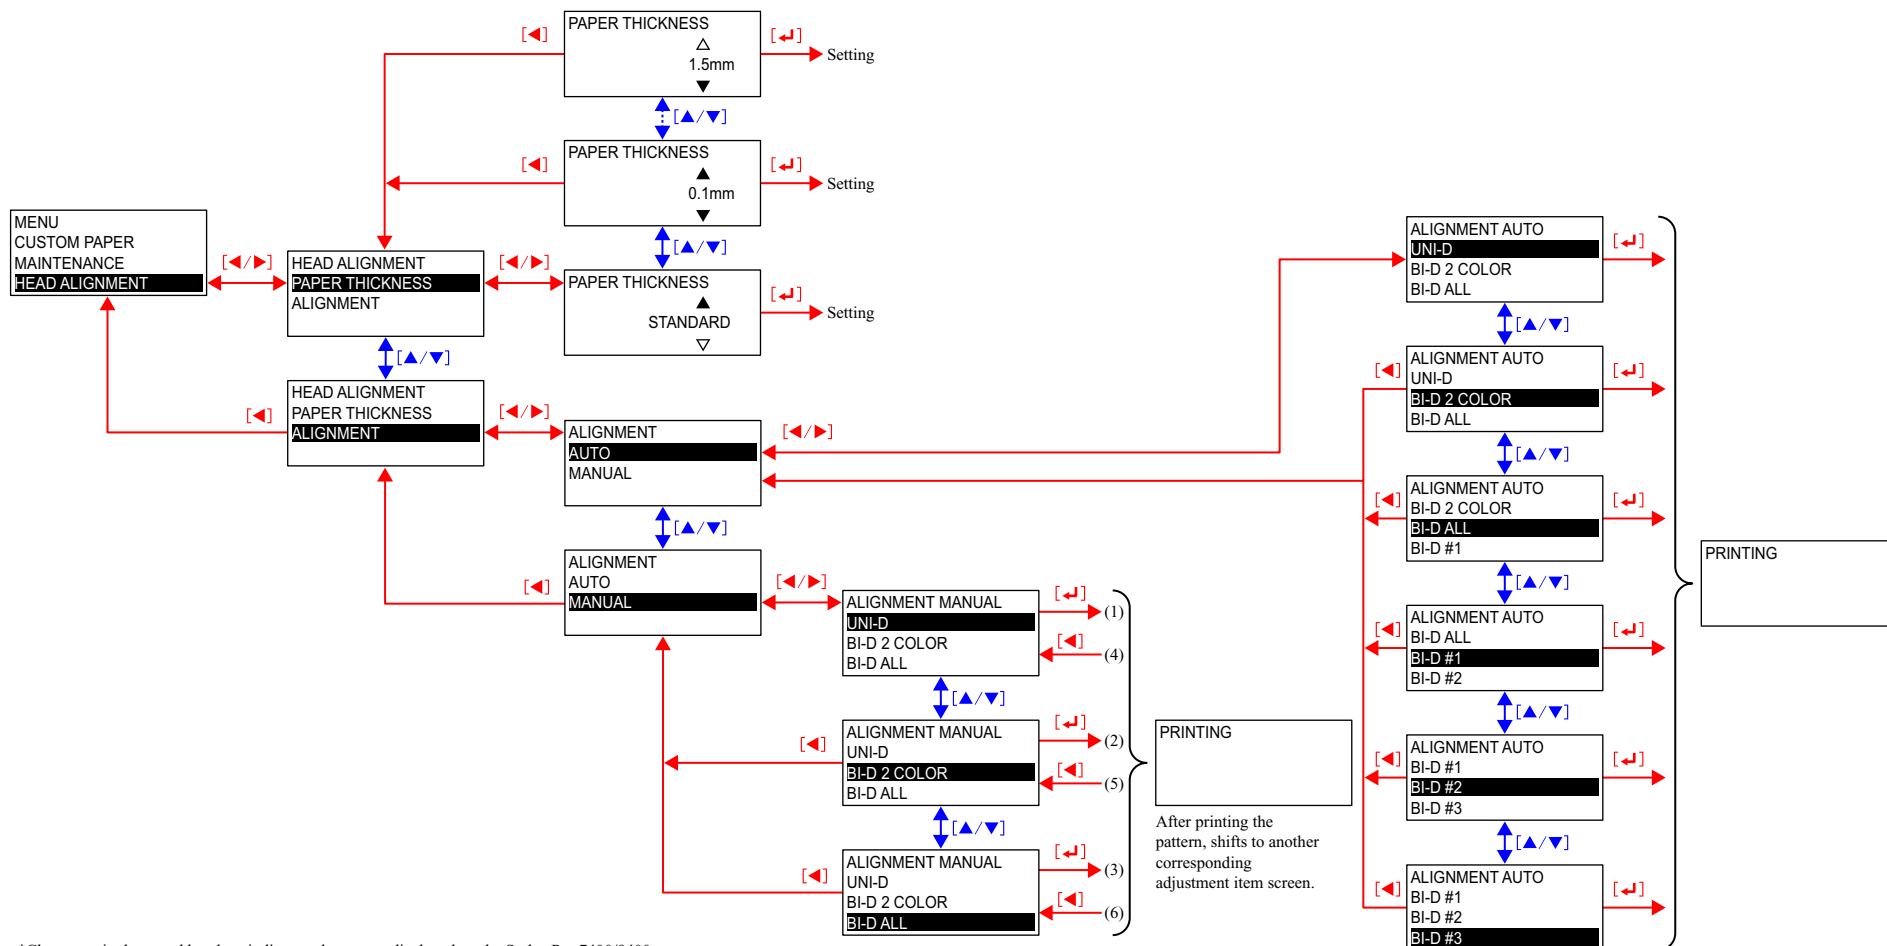 PAPER THICKNESS
1.5mm
[◄]
[↵]
Setting
[▲/▼]
PAPER THICKNESS
0.1mm
[◄]
[↵]
Setting
[▲/▼]
PAPER THICKNESS
STANDARD
[↵]
Setting
MENU
CUSTOM PAPER
MAINTENANCE
HEAD ALIGNMENT
[◄/►]
HEAD ALIGNMENT
PAPER THICKNESS
ALIGNMENT
[◄/►]
[▲/▼]
HEAD ALIGNMENT
PAPER THICKNESS
ALIGNMENT
[◄]
[◄/►]
ALIGNMENT
AUTO
MANUAL
[◄/►]
[▲/▼]
ALIGNMENT
AUTO
MANUAL
[◄]
[◄/►]
ALIGNMENT MANUAL
UNI-D
BI-D 2 COLOR
BI-D ALL
[↵]
(1)
[◄]
(4)
[▲/▼]
ALIGNMENT MANUAL
UNI-D
BI-D 2 COLOR
BI-D ALL
[◄]
[↵]
(2)
[◄]
(5)
[▲/▼]
ALIGNMENT MANUAL
UNI-D
BI-D 2 COLOR
BI-D ALL
[◄]
[↵]
(3)
[◄]
(6)
PRINTING
After printing the
pattern, shifts to another
corresponding
adjustment item screen.
ALIGNMENT AUTO
UNI-D
BI-D 2 COLOR
BI-D ALL
[↵]
[▲/▼]
ALIGNMENT AUTO
UNI-D
BI-D 2 COLOR
BI-D ALL
[◄]
[↵]
[▲/▼]
ALIGNMENT AUTO
BI-D 2 COLOR
BI-D ALL
BI-D #1
[◄]
[↵]
[▲/▼]
ALIGNMENT AUTO
BI-D ALL
BI-D #1
BI-D #2
[◄]
[↵]
[▲/▼]
ALIGNMENT AUTO
BI-D #1
BI-D #2
BI-D #3
[◄]
[↵]
[▲/▼]
ALIGNMENT AUTO
BI-D #1
BI-D #2
BI-D #3
[◄]
[↵]
PRINTING